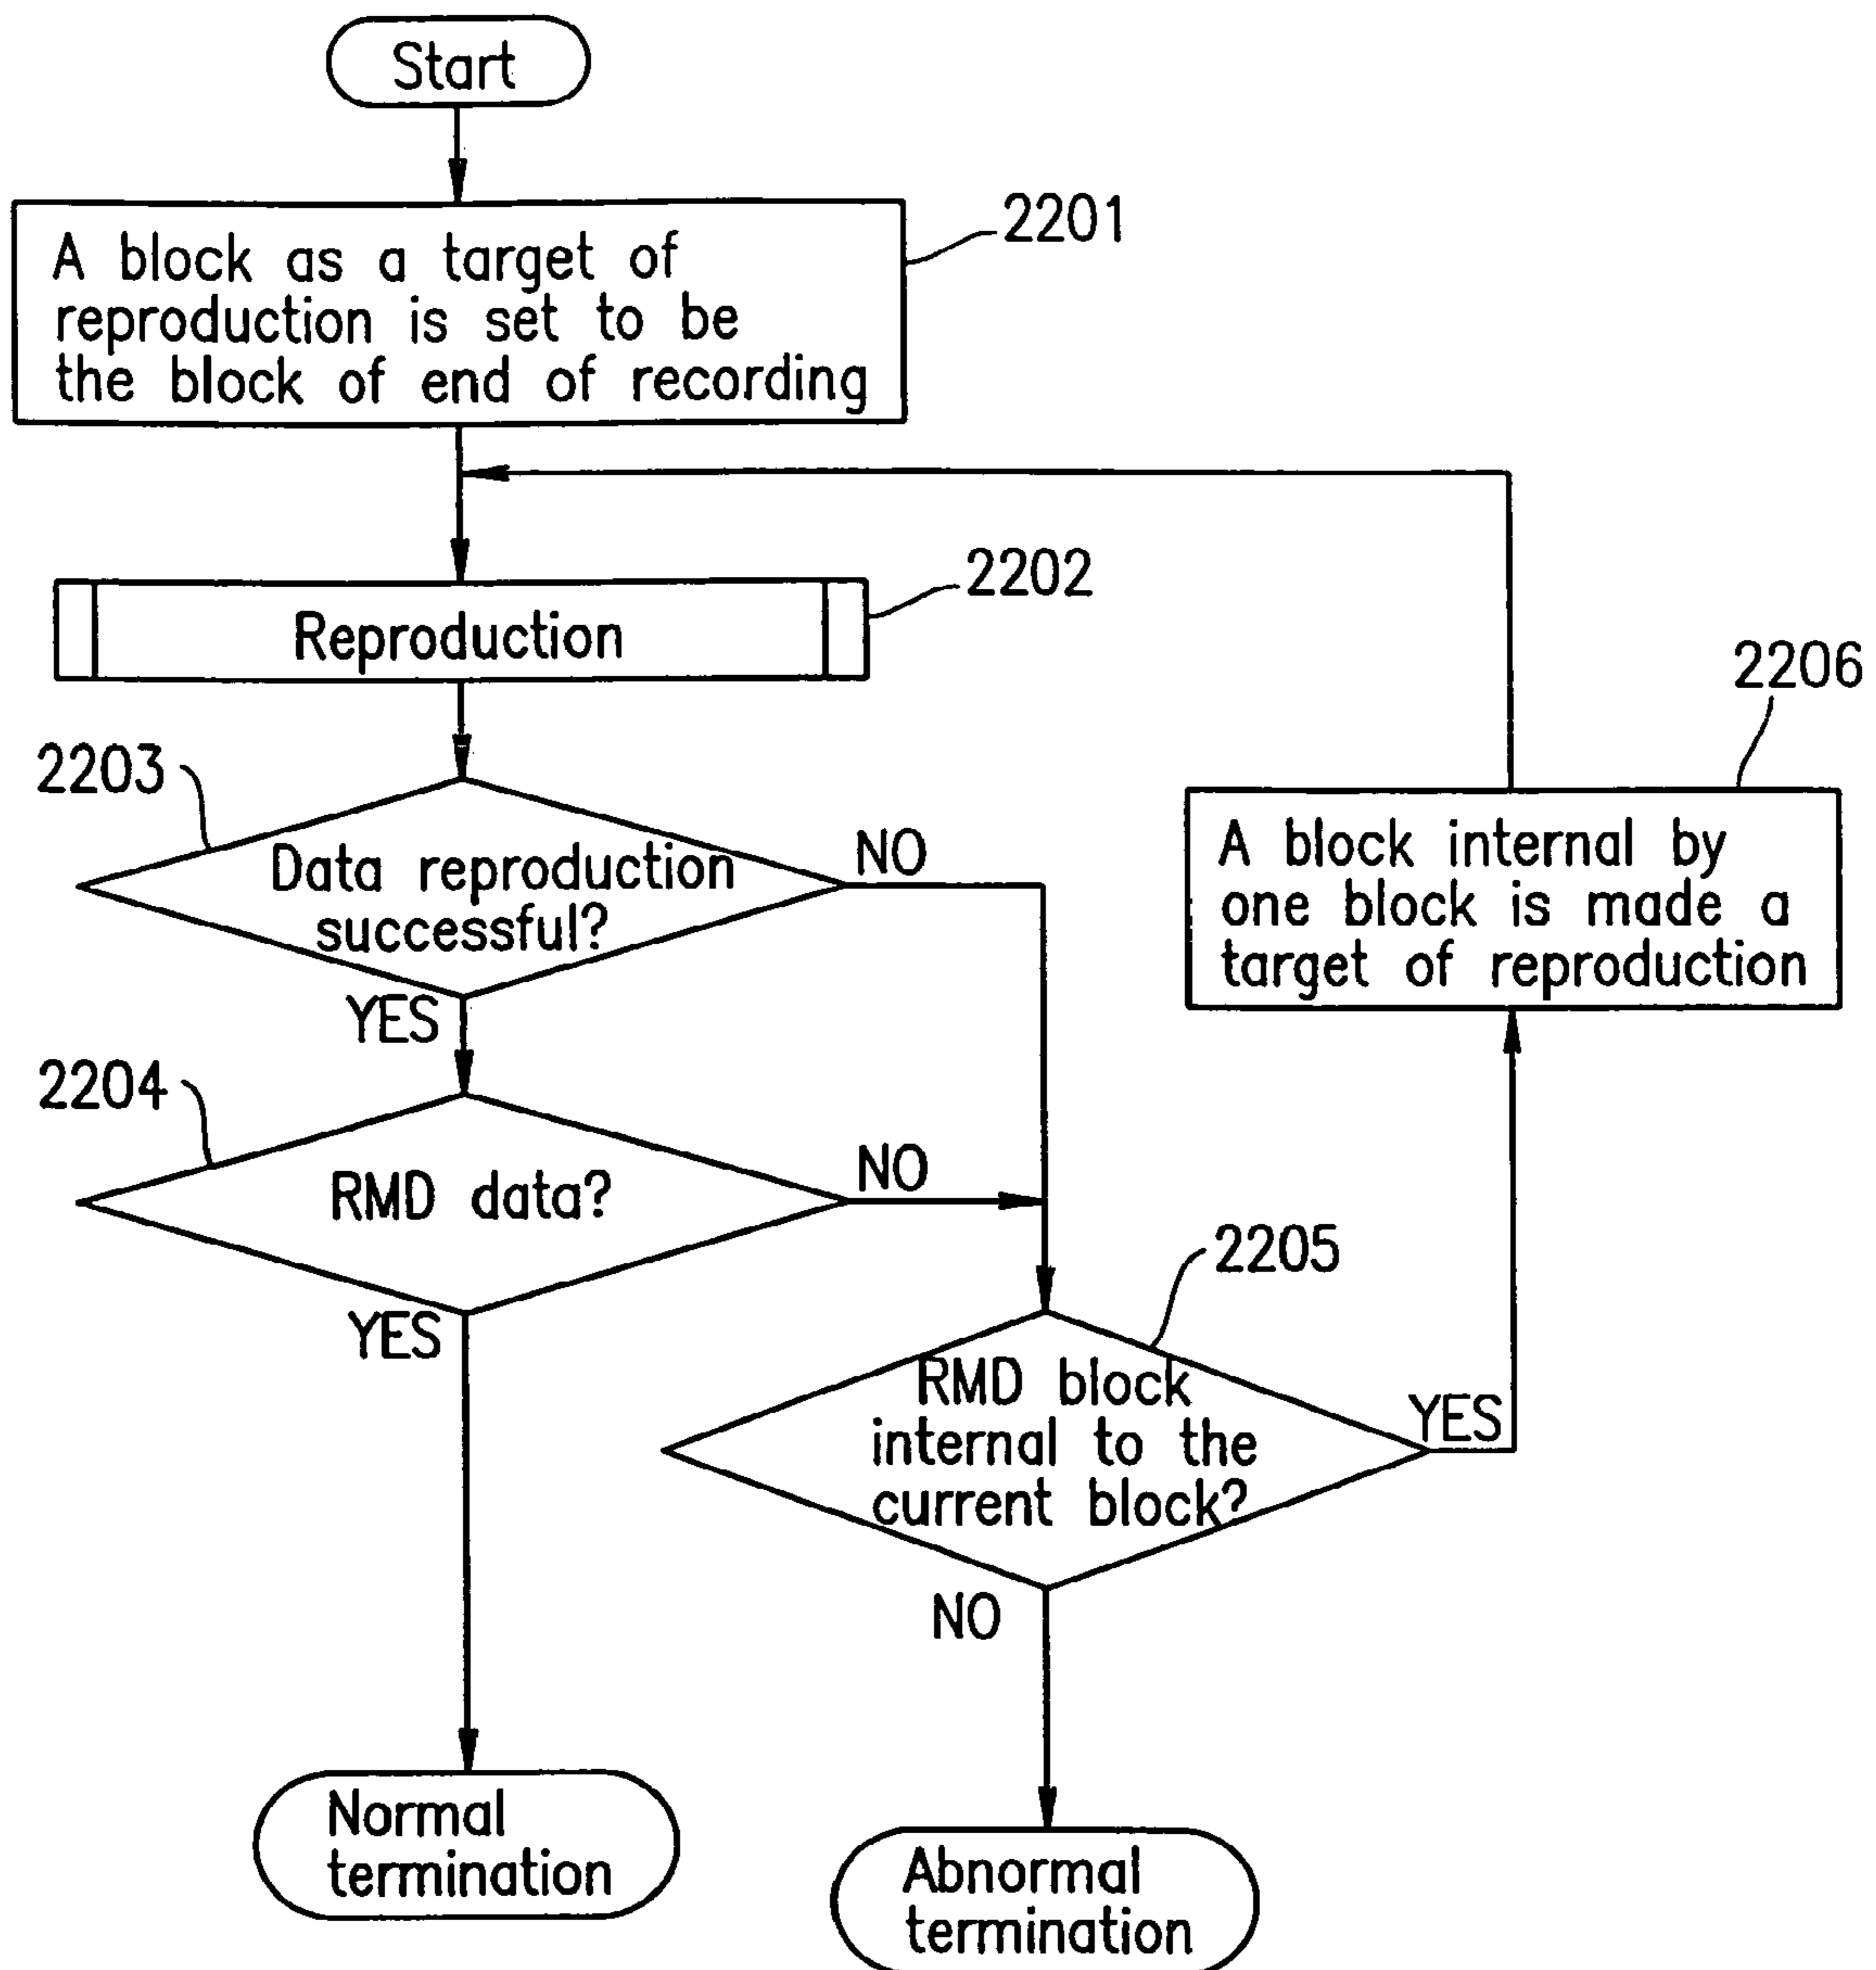 Start
2201
A block as a target of
reproduction is set to be
the block of end of recording
2202
Reproduction
2206
2203
A block internal by
one block is made a
target of reproduction
NO
Data reproduction
successful?
YES
2204
NO
RMD data?
2205
YES
RMD block
internal to the
current block?
YES
NO
Normal
termination
Abnormal
termination